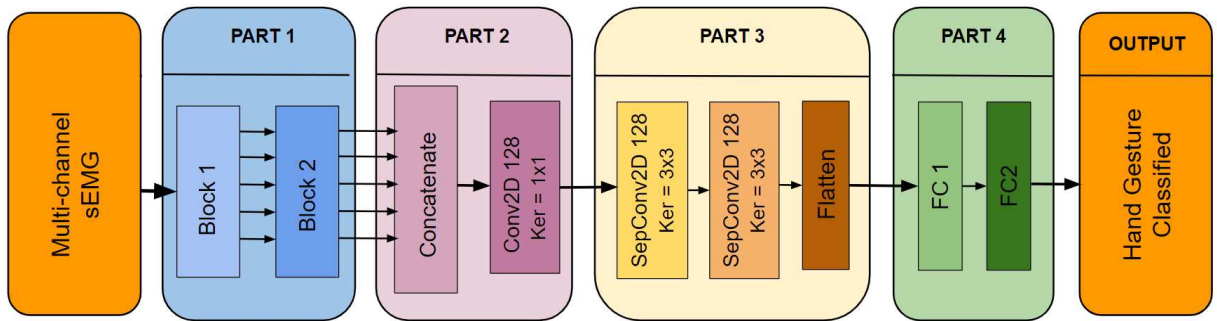 Multi-channel
sEMG
PART 1
Block 1
Block 2
PART 2
Concatenate
Conv2D 128
Ker = 1x1
PART 3
SepConv2D 128
Ker = 3x3
SepConv2D 128
Ker = 3x3
Flatten
PART 4
FC 1
FC2
OUTPUT
Hand Gesture
Classified